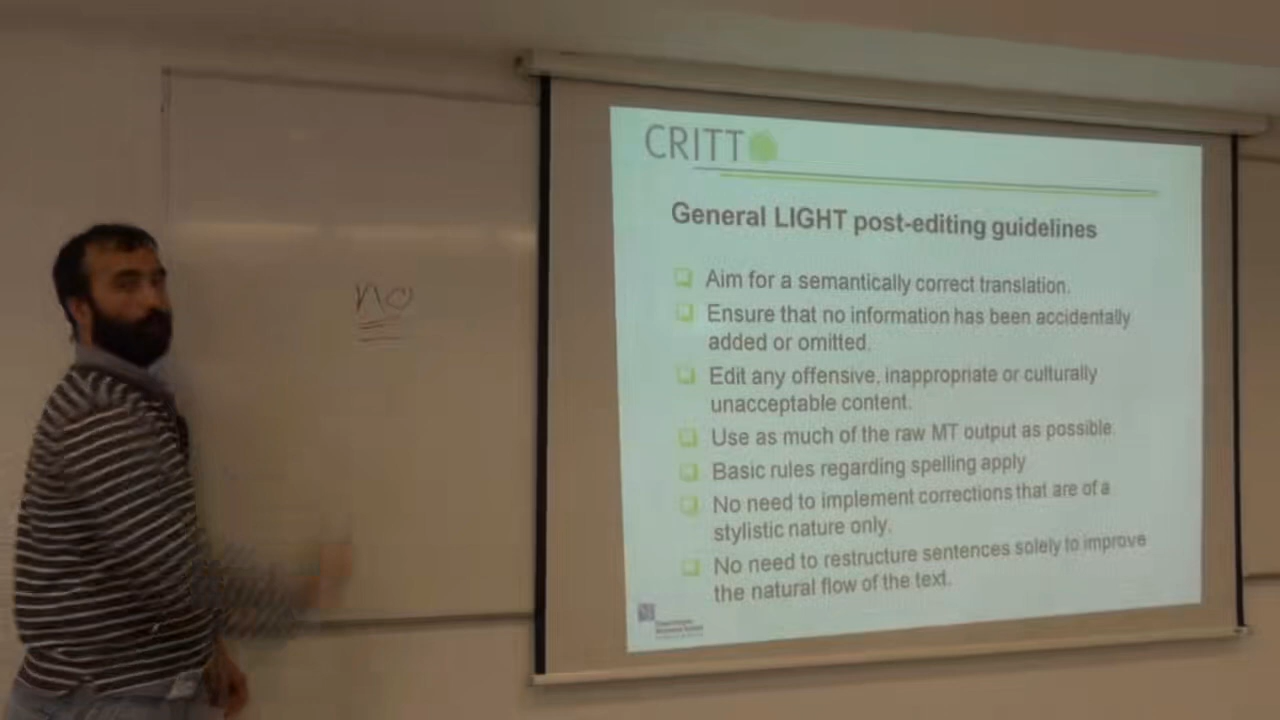 no
CRITT
General LIGHT post-editing guidelines
Aim for a semantically correct translation.
Ensure that no information has been accidentally
added or omitted.
Edit any offensive, inappropriate or culturally
unacceptable content.
Use as much of the raw MT output as possible.
Basic rules regarding spelling apply
No need to implement corrections that are of a
stylistic nature only.
No need to restructure sentences solely to improve
the natural flow of the text.